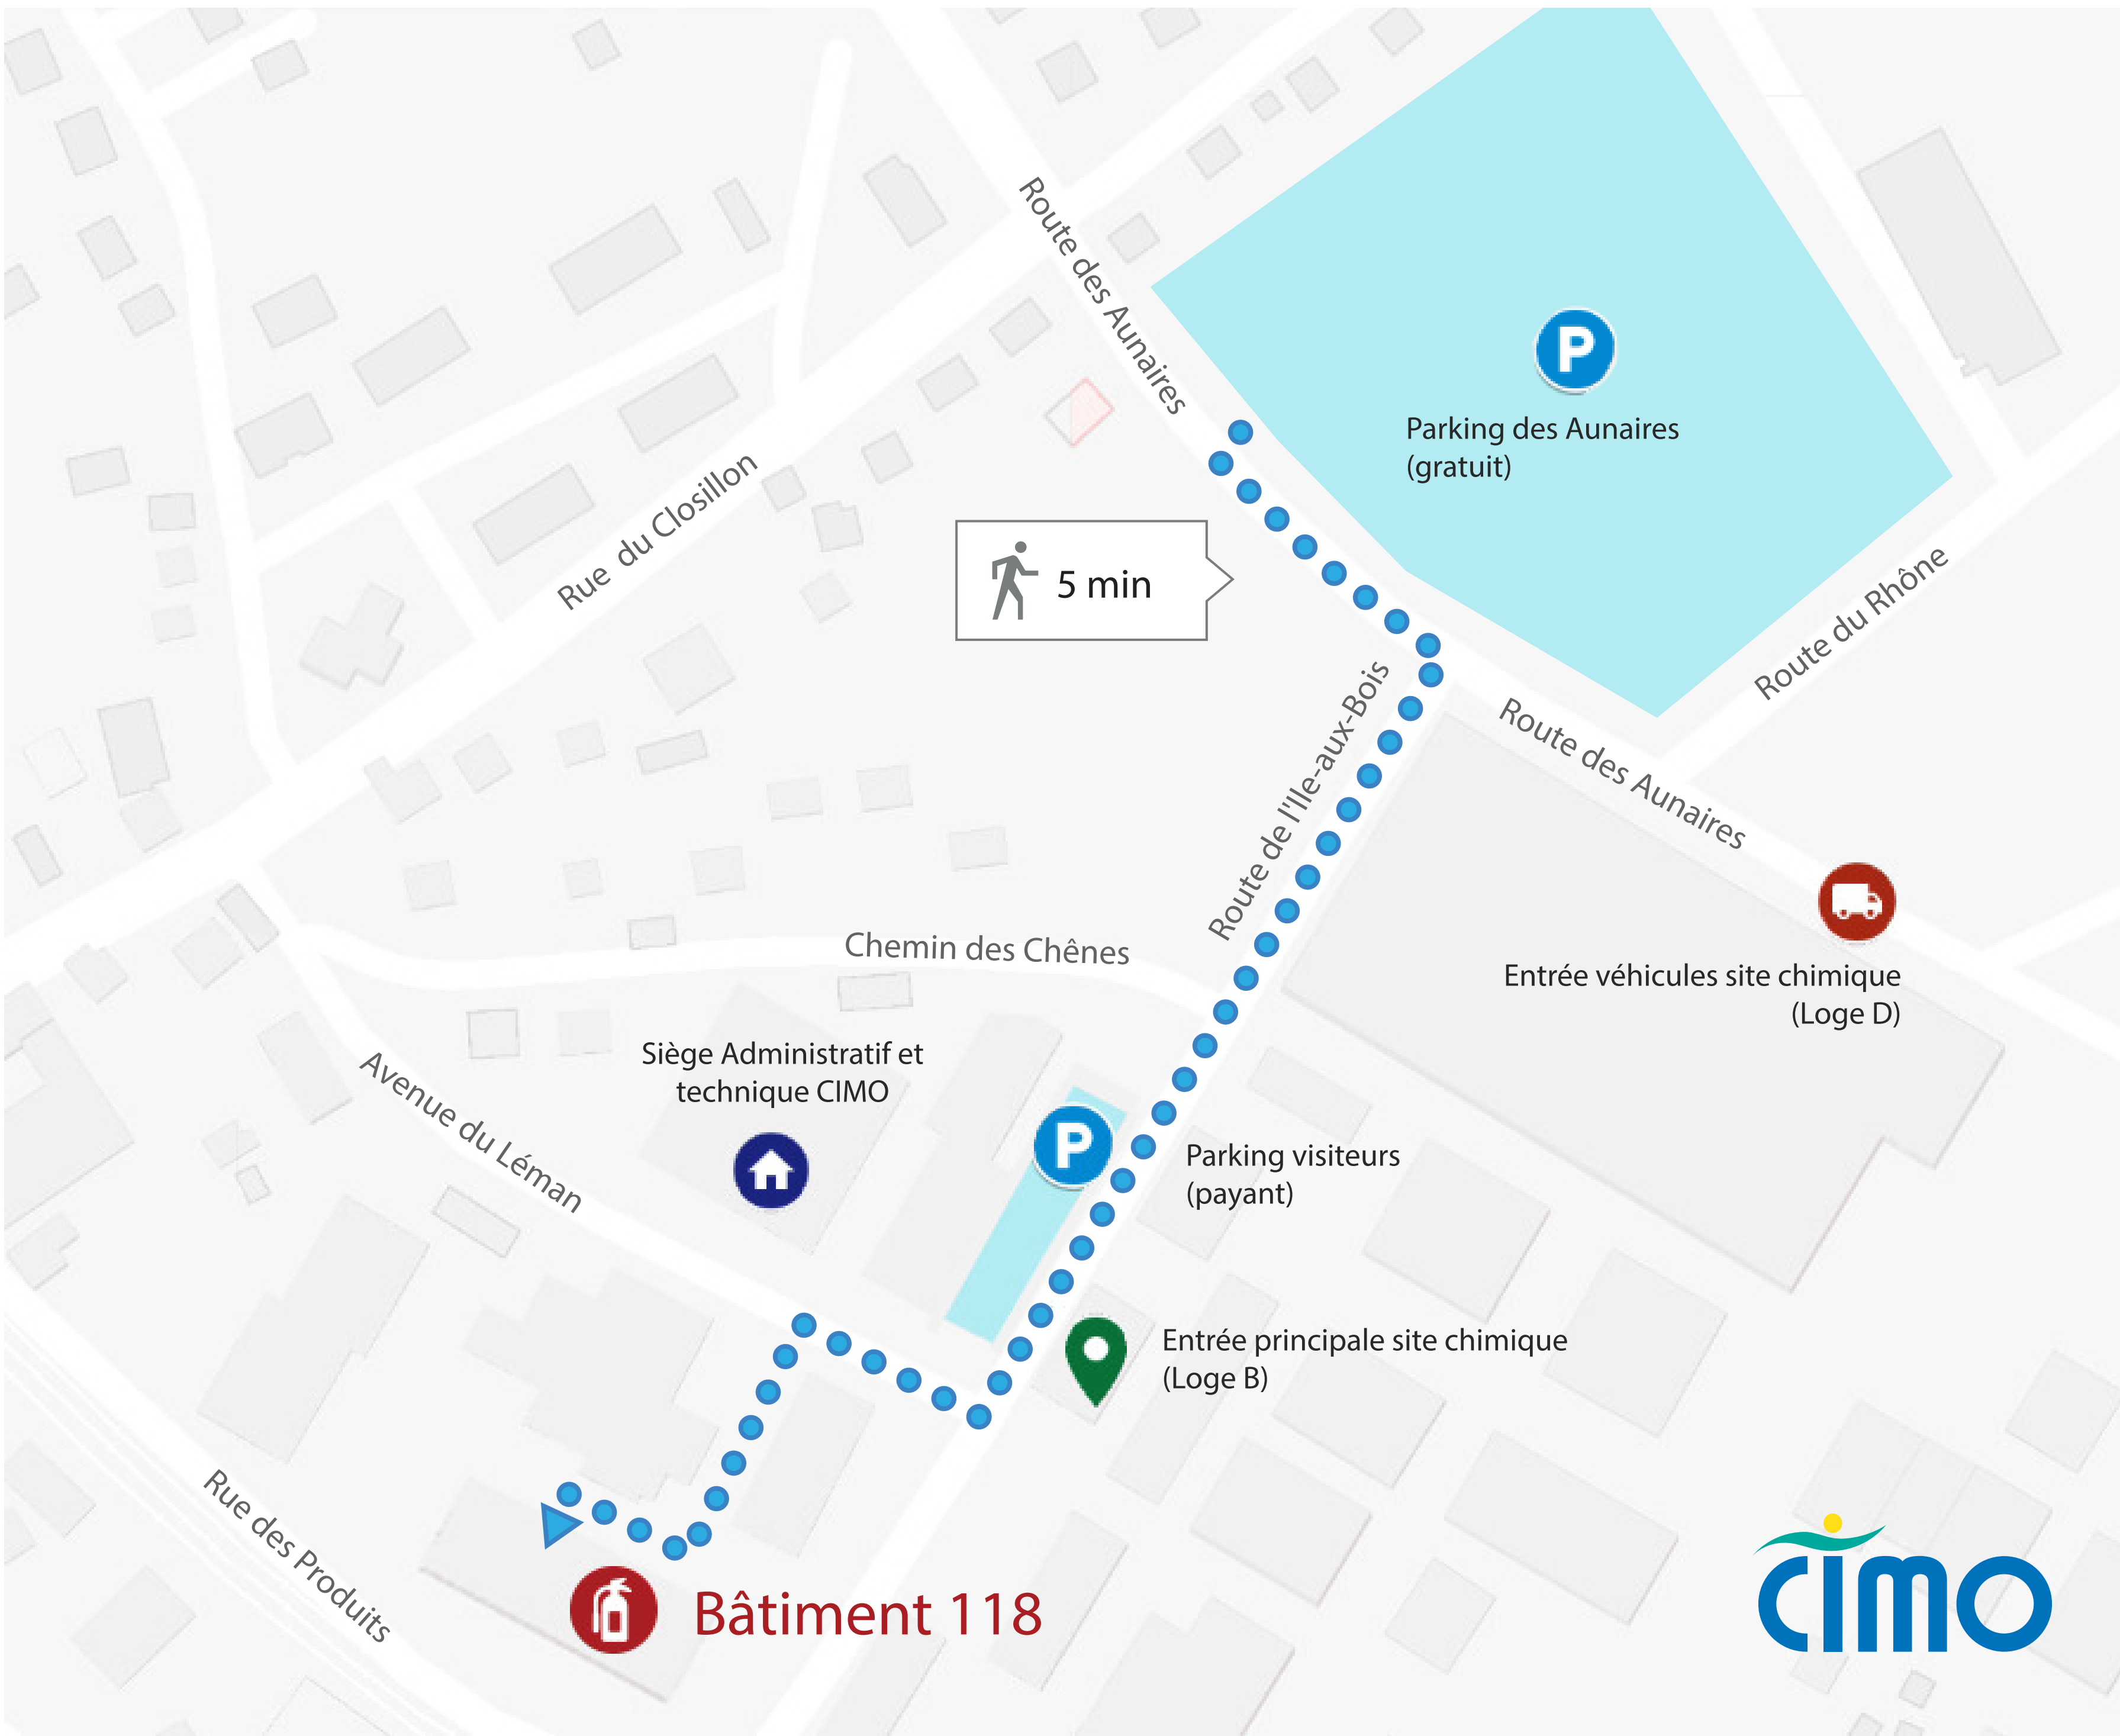 Route des Aunaires
P
Parking des Aunaires
(gratuit)
Rue du Closillon
5 min
Route du Rhône
Route de l'Ile-aux-Bois
Route des Aunaires
Chemin des Chênes
Entrée véhicules site chimique
(Loge D)
Siège Administratif et
technique CIMO
Avenue du Léman
P
Parking visiteurs
(payant)
Entrée principale site chimique
(Loge B)
Rue des Produits
Bâtiment 118
CIMO